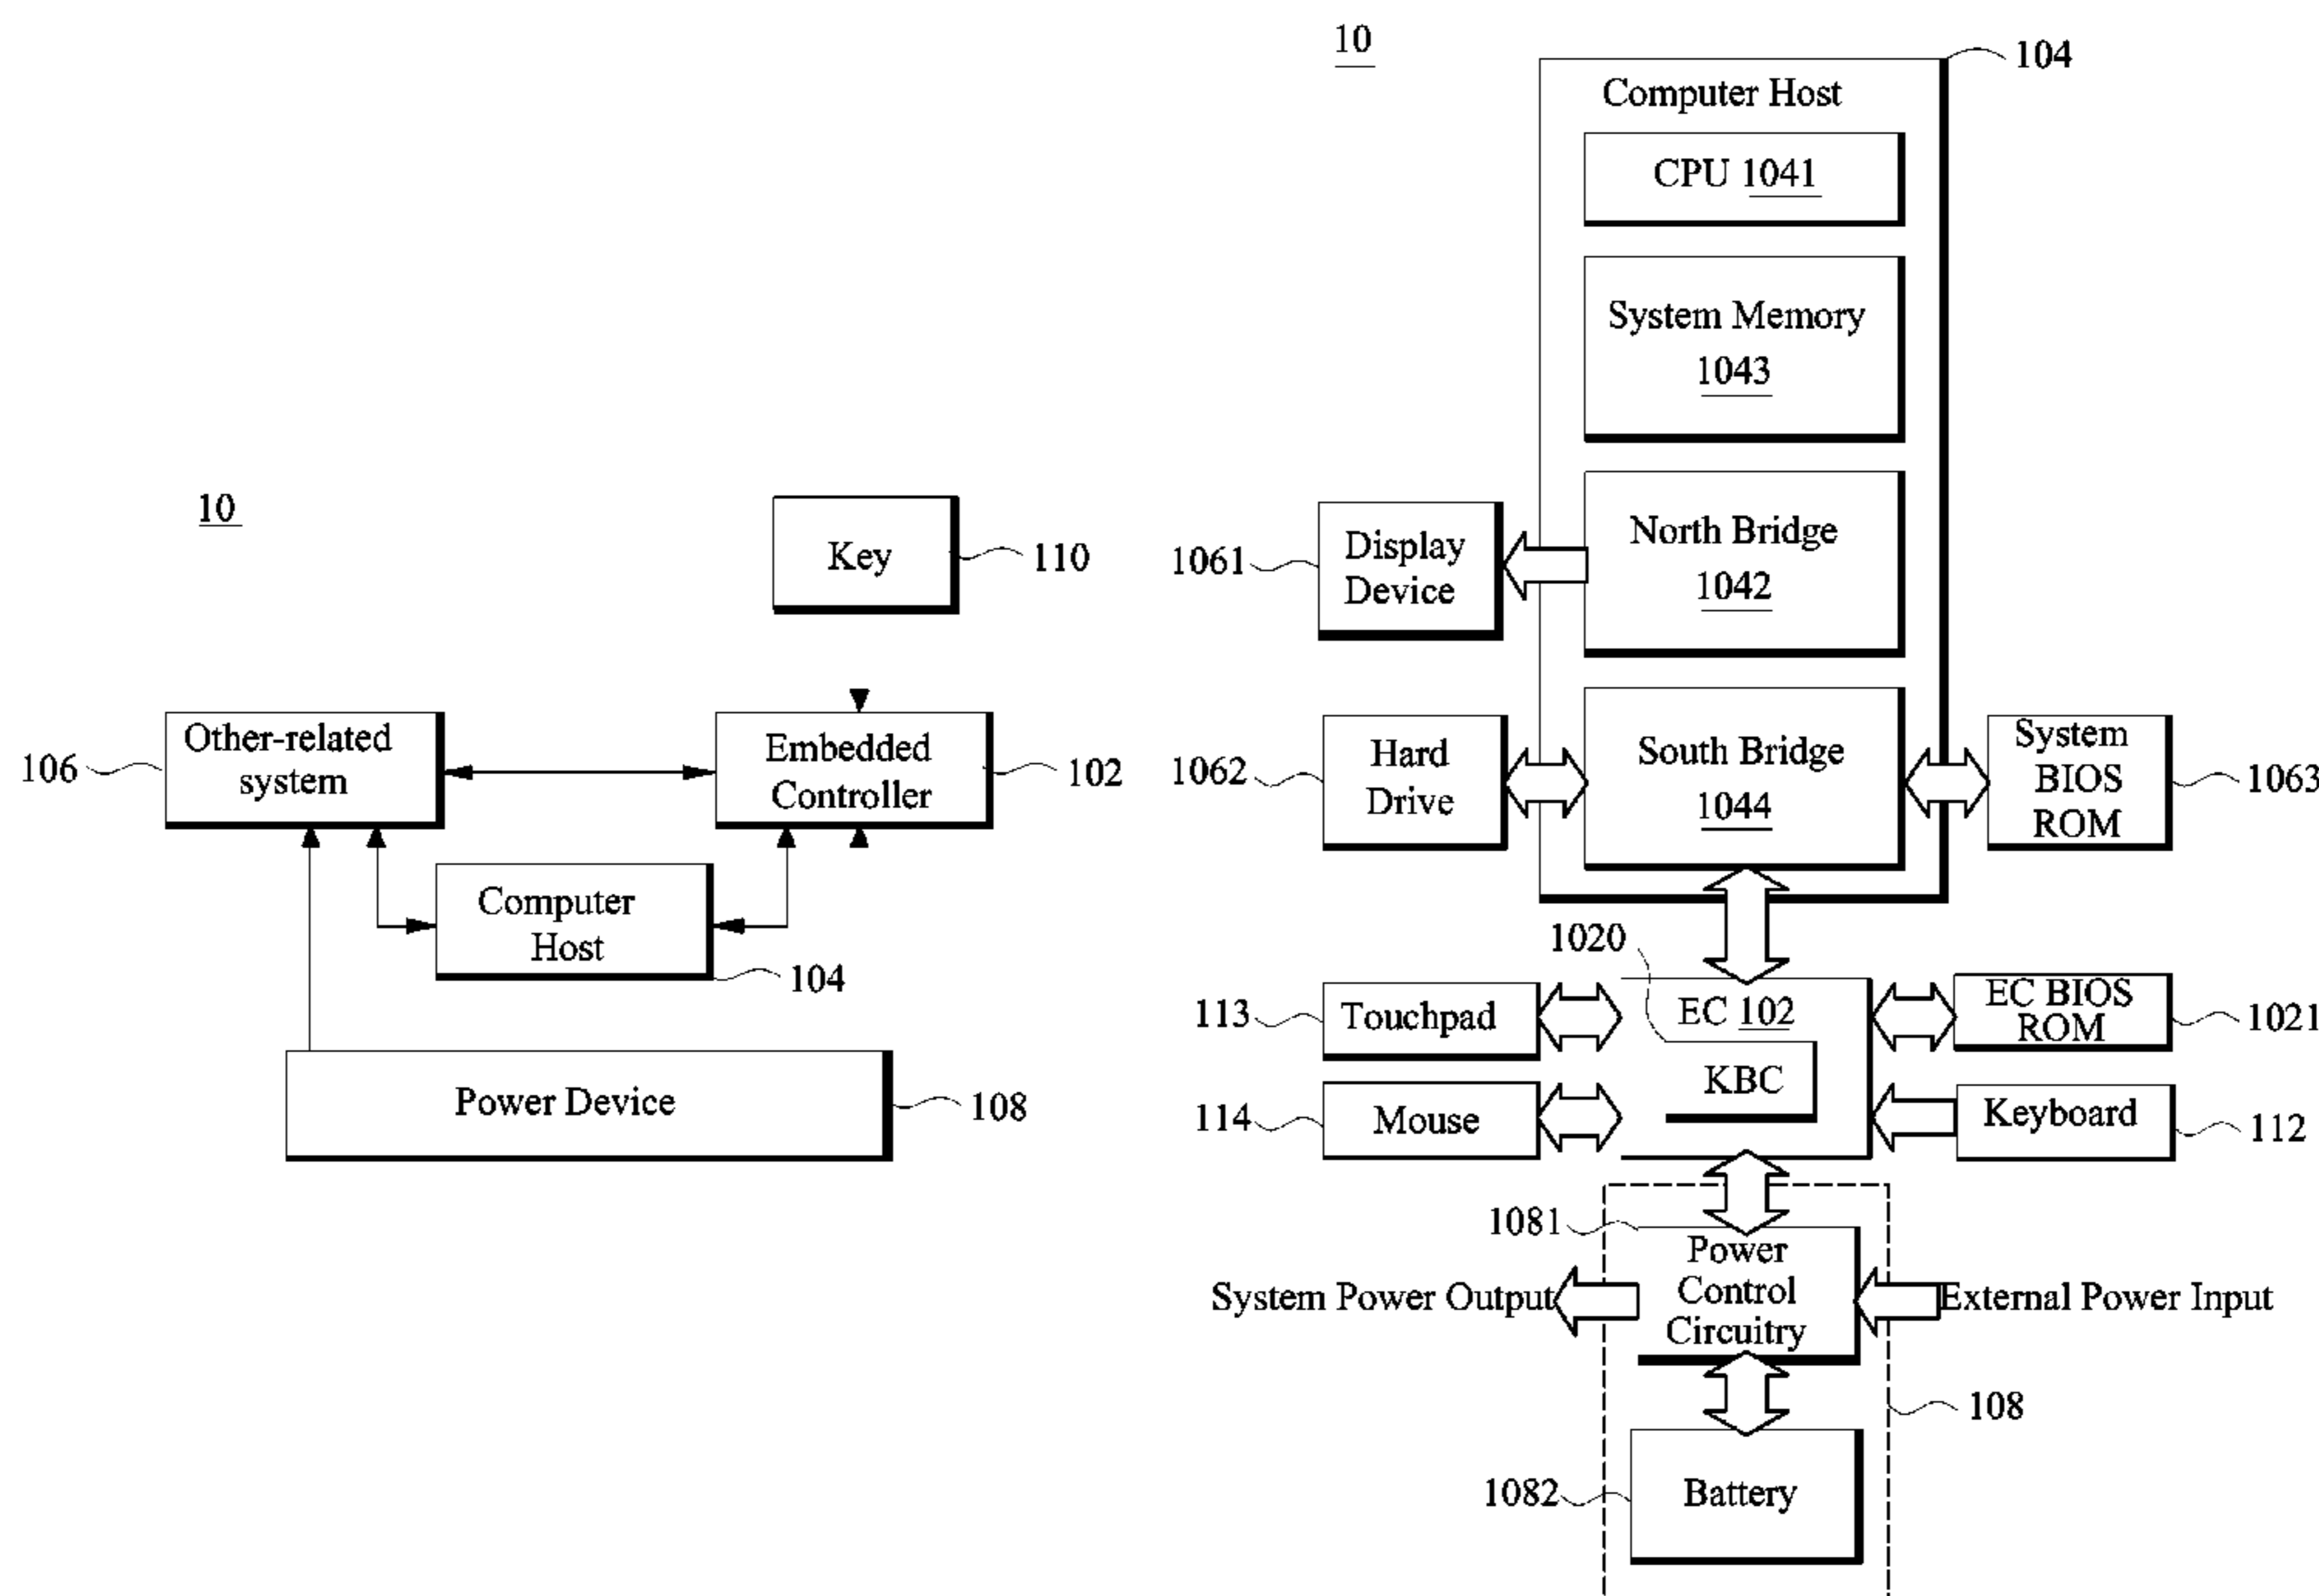 10
Key
110
Other-related
system
106
Embedded
Controller
102
Computer
Host
104
Power Device
108
10
104
Computer Host
CPU 1041
System Memory
1043
North Bridge
1042
Display
Device
1061
South Bridge
1044
Hard
Drive
1062
System
BIOS
ROM
1063
1020
EC 102
KBC
Touchpad
113
Mouse
114
EC BIOS
ROM
1021
Keyboard
112
1081
Power
Control
Circuitry
System Power Output
External Power Input
108
Battery
1082